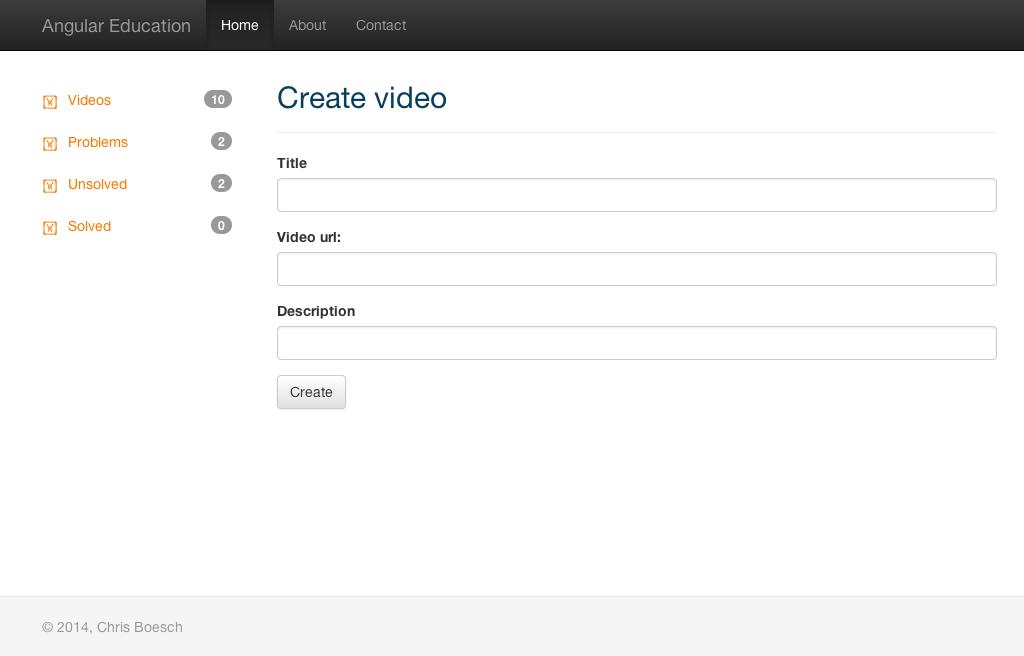 Angular Education Home About Contact
Videos 10
Problems 2
Unsolved 2
Solved 0
Create video
Title
Video url:
Description
Create
© 2014, Chris Boesch